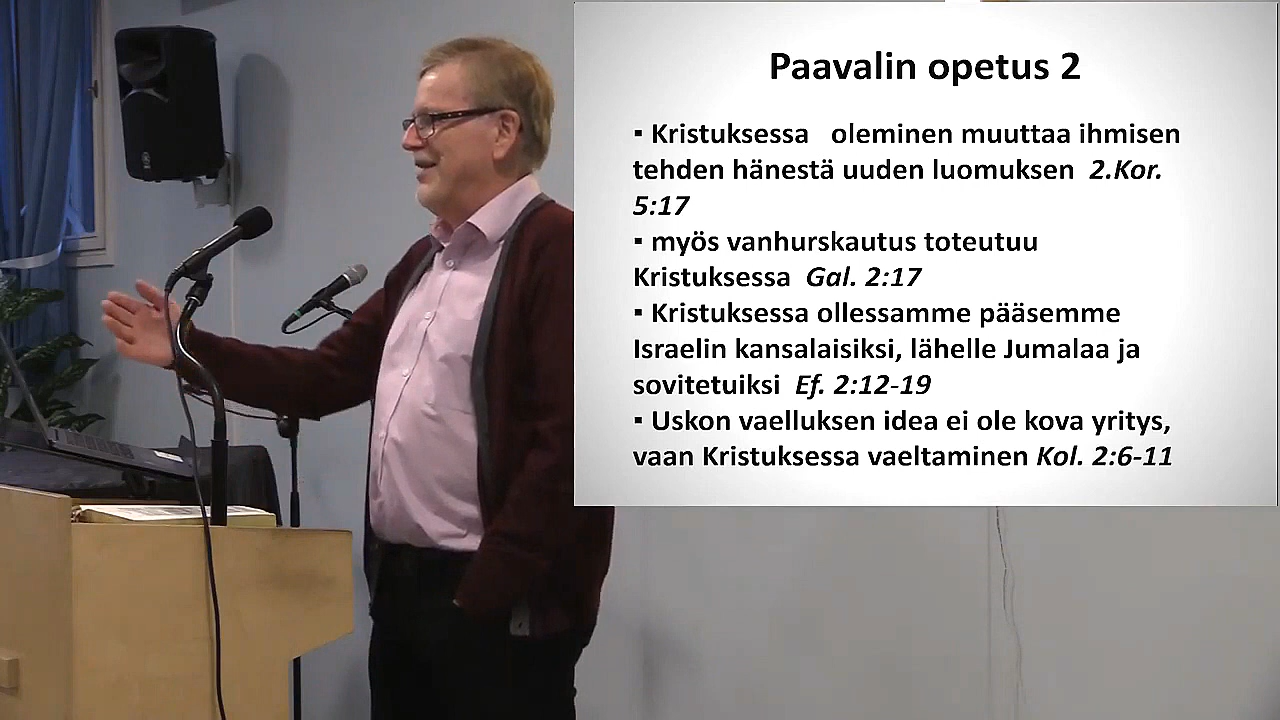 Paavalin opetus 2
▪ Kristuksessa   oleminen muuttaa ihmisen
tehden hänestä uuden luomuksen  2.Kor.
5:17
▪ myös vanhurskautus toteutuu
Kristuksessa  Gal. 2:17
▪ Kristuksessa ollessamme pääsemme
Israelin kansalaisiksi, lähelle Jumalaa ja
sovitetuiksi  Ef. 2:12-19
▪ Uskon vaelluksen idea ei ole kova yritys,
vaan Kristuksessa vaeltaminen Kol. 2:6-11